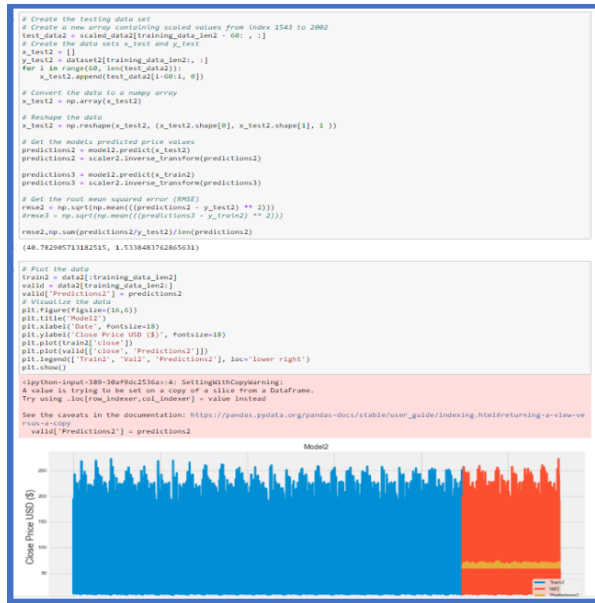 # Create the testing data set
# Create a new array containing scaled values from index 1543 to 2002
test_data2 = scaled_data2[training_data_len2 - 60: , :]
# Create the data sets x_test and y_test
x_test2 = []
y_test2 = dataset2[training_data_len2:, :]
for i in range(60, len(test_data2)):
    x_test2.append(test_data2[i-60:i, 0])
# Convert the data to a numpy array
x_test2 = np.array(x_test2)
# Reshape the data
x_test2 = np.reshape(x_test2, (x_test2.shape[0], x_test2.shape[1], 1 ))
# Get the models predicted price values
predictions2 = model2.predict(x_test2)
predictions2 = scaler2.inverse_transform(predictions2)
predictions3 = model2.predict(x_train2)
predictions3 = scaler2.inverse_transform(predictions3)
# Get the root mean squared error (RMSE)
rmse2 = np.sqrt(np.mean(((predictions2 - y_test2) ** 2)))
#rmse3 = np.sqrt(np.mean(((predictions3 - y_train2) ** 2)))
rmse2,np.sum(predictions2/y_test2)/len(predictions2)
(40.782905713182515, 1.5338483762865631)
# Plot the data
train2 = data2[:training_data_len2]
valid = data2[training_data_len2:]
valid['Predictions2'] = predictions2
# Visualize the data
plt.figure(figsize=(16,6))
plt.title('Model2')
plt.xlabel('Date', fontsize=18)
plt.ylabel('Close Price USD ($)', fontsize=18)
plt.plot(train2['close'])
plt.plot(valid[['close', 'Predictions2']])
plt.legend(['Train2', 'Val2', 'Predictions2'], loc='lower right')
plt.show()
<ipython-input-389-30af9dc2536a>:4: SettingWithCopyWarning:
A value is trying to be set on a copy of a slice from a DataFrame.
Try using .loc[row_indexer,col_indexer] = value instead
See the caveats in the documentation: https://pandas.pydata.org/pandas-docs/stable/user_guide/indexing.html#returning-a-view-ve
rsus-a-copy
  valid['Predictions2'] = predictions2
Model2
Close Price USD ($)
250
200
150
100
50
Train2
Val2
Predictions2